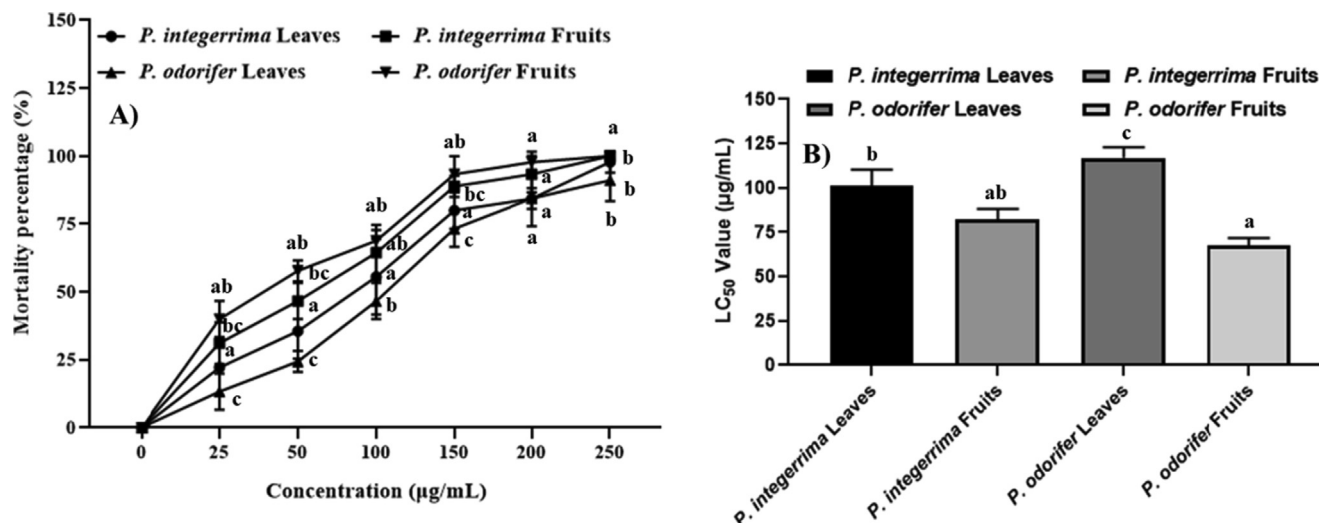 150
P. integerrima Leaves
P. integerrima Fruits
P. odorifer Leaves
P. odorifer Fruits
125
A)
100
75
50
25
0
Mortality percentage (%)
ab
ab
ab
ab
a
a
bc
bc
ab
bc
a
b
a
a
a
a
a
b
c
c
b
c
a
b
0
25
50
100
150
200
250
Concentration (µg/mL)
P. integerrima Leaves
P. integerrima Fruits
P. odorifer Leaves
P. odorifer Fruits
B)
150
125
100
75
50
25
0
LC50 Value (µg/mL)
b
ab
c
a
P. integerrima Leaves
P. integerrima Fruits
P. odorifer Leaves
P. odorifer Fruits